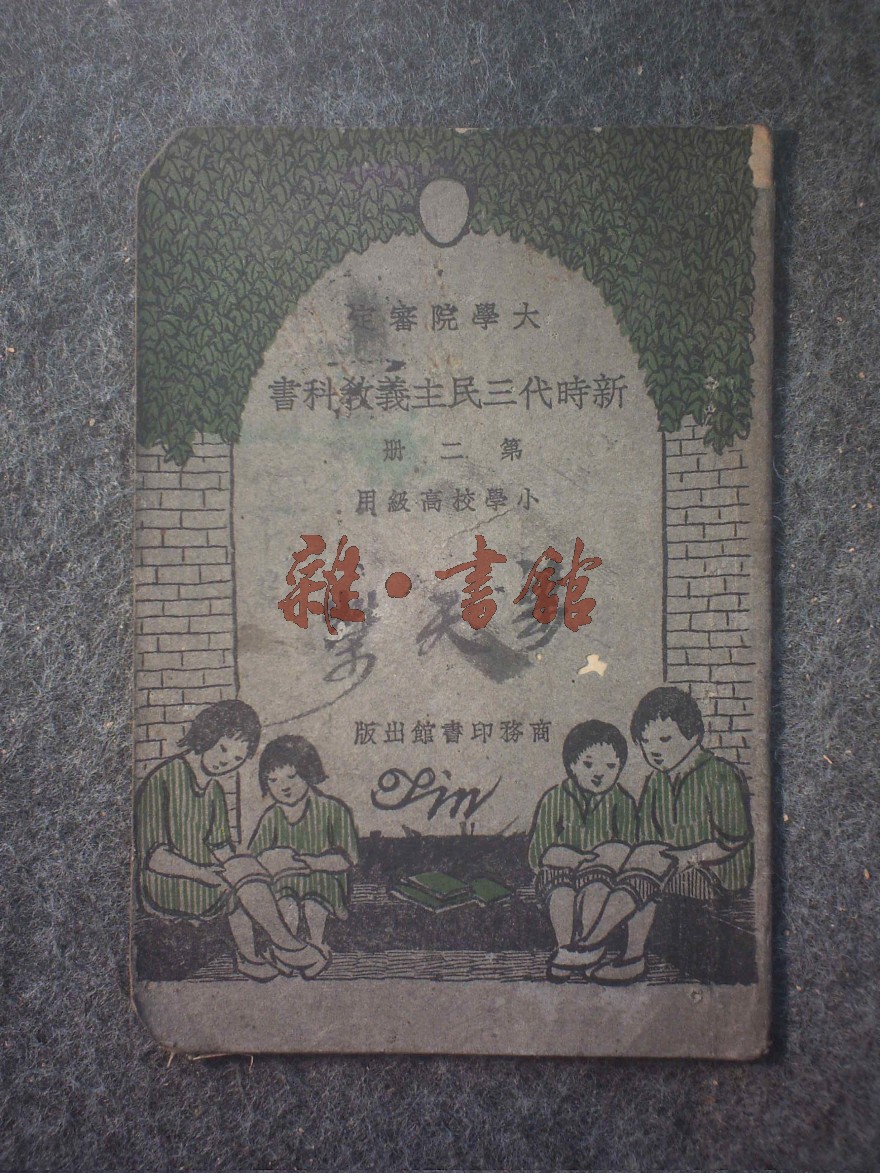 大學院審定
新時代三民主義教科書
第二冊
小學校高級用
雜·書館
商務印書館出版